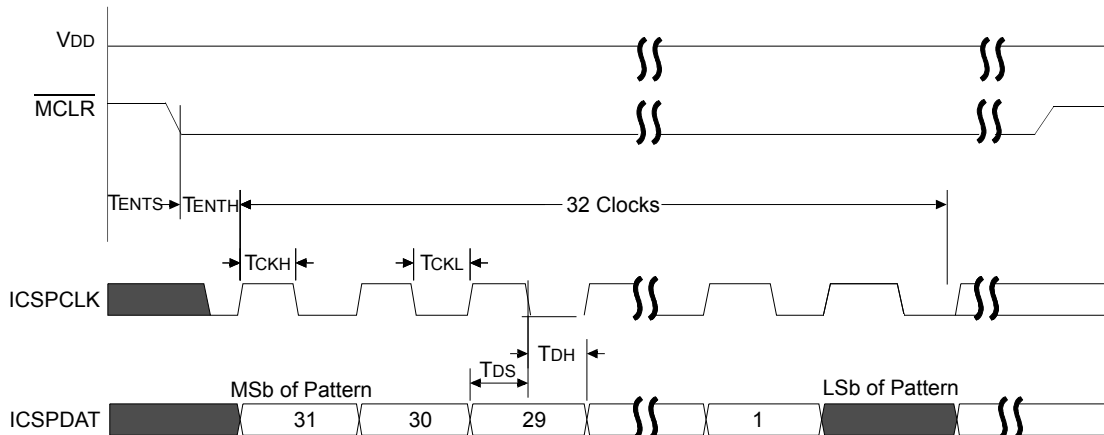 VDD
MCLR
TENTS
TENTH
32 Clocks
TCKH
TCKL
ICSPCLK
TDH
TDS
MSb of Pattern
LSb of Pattern
ICSPDAT
31
30
29
1